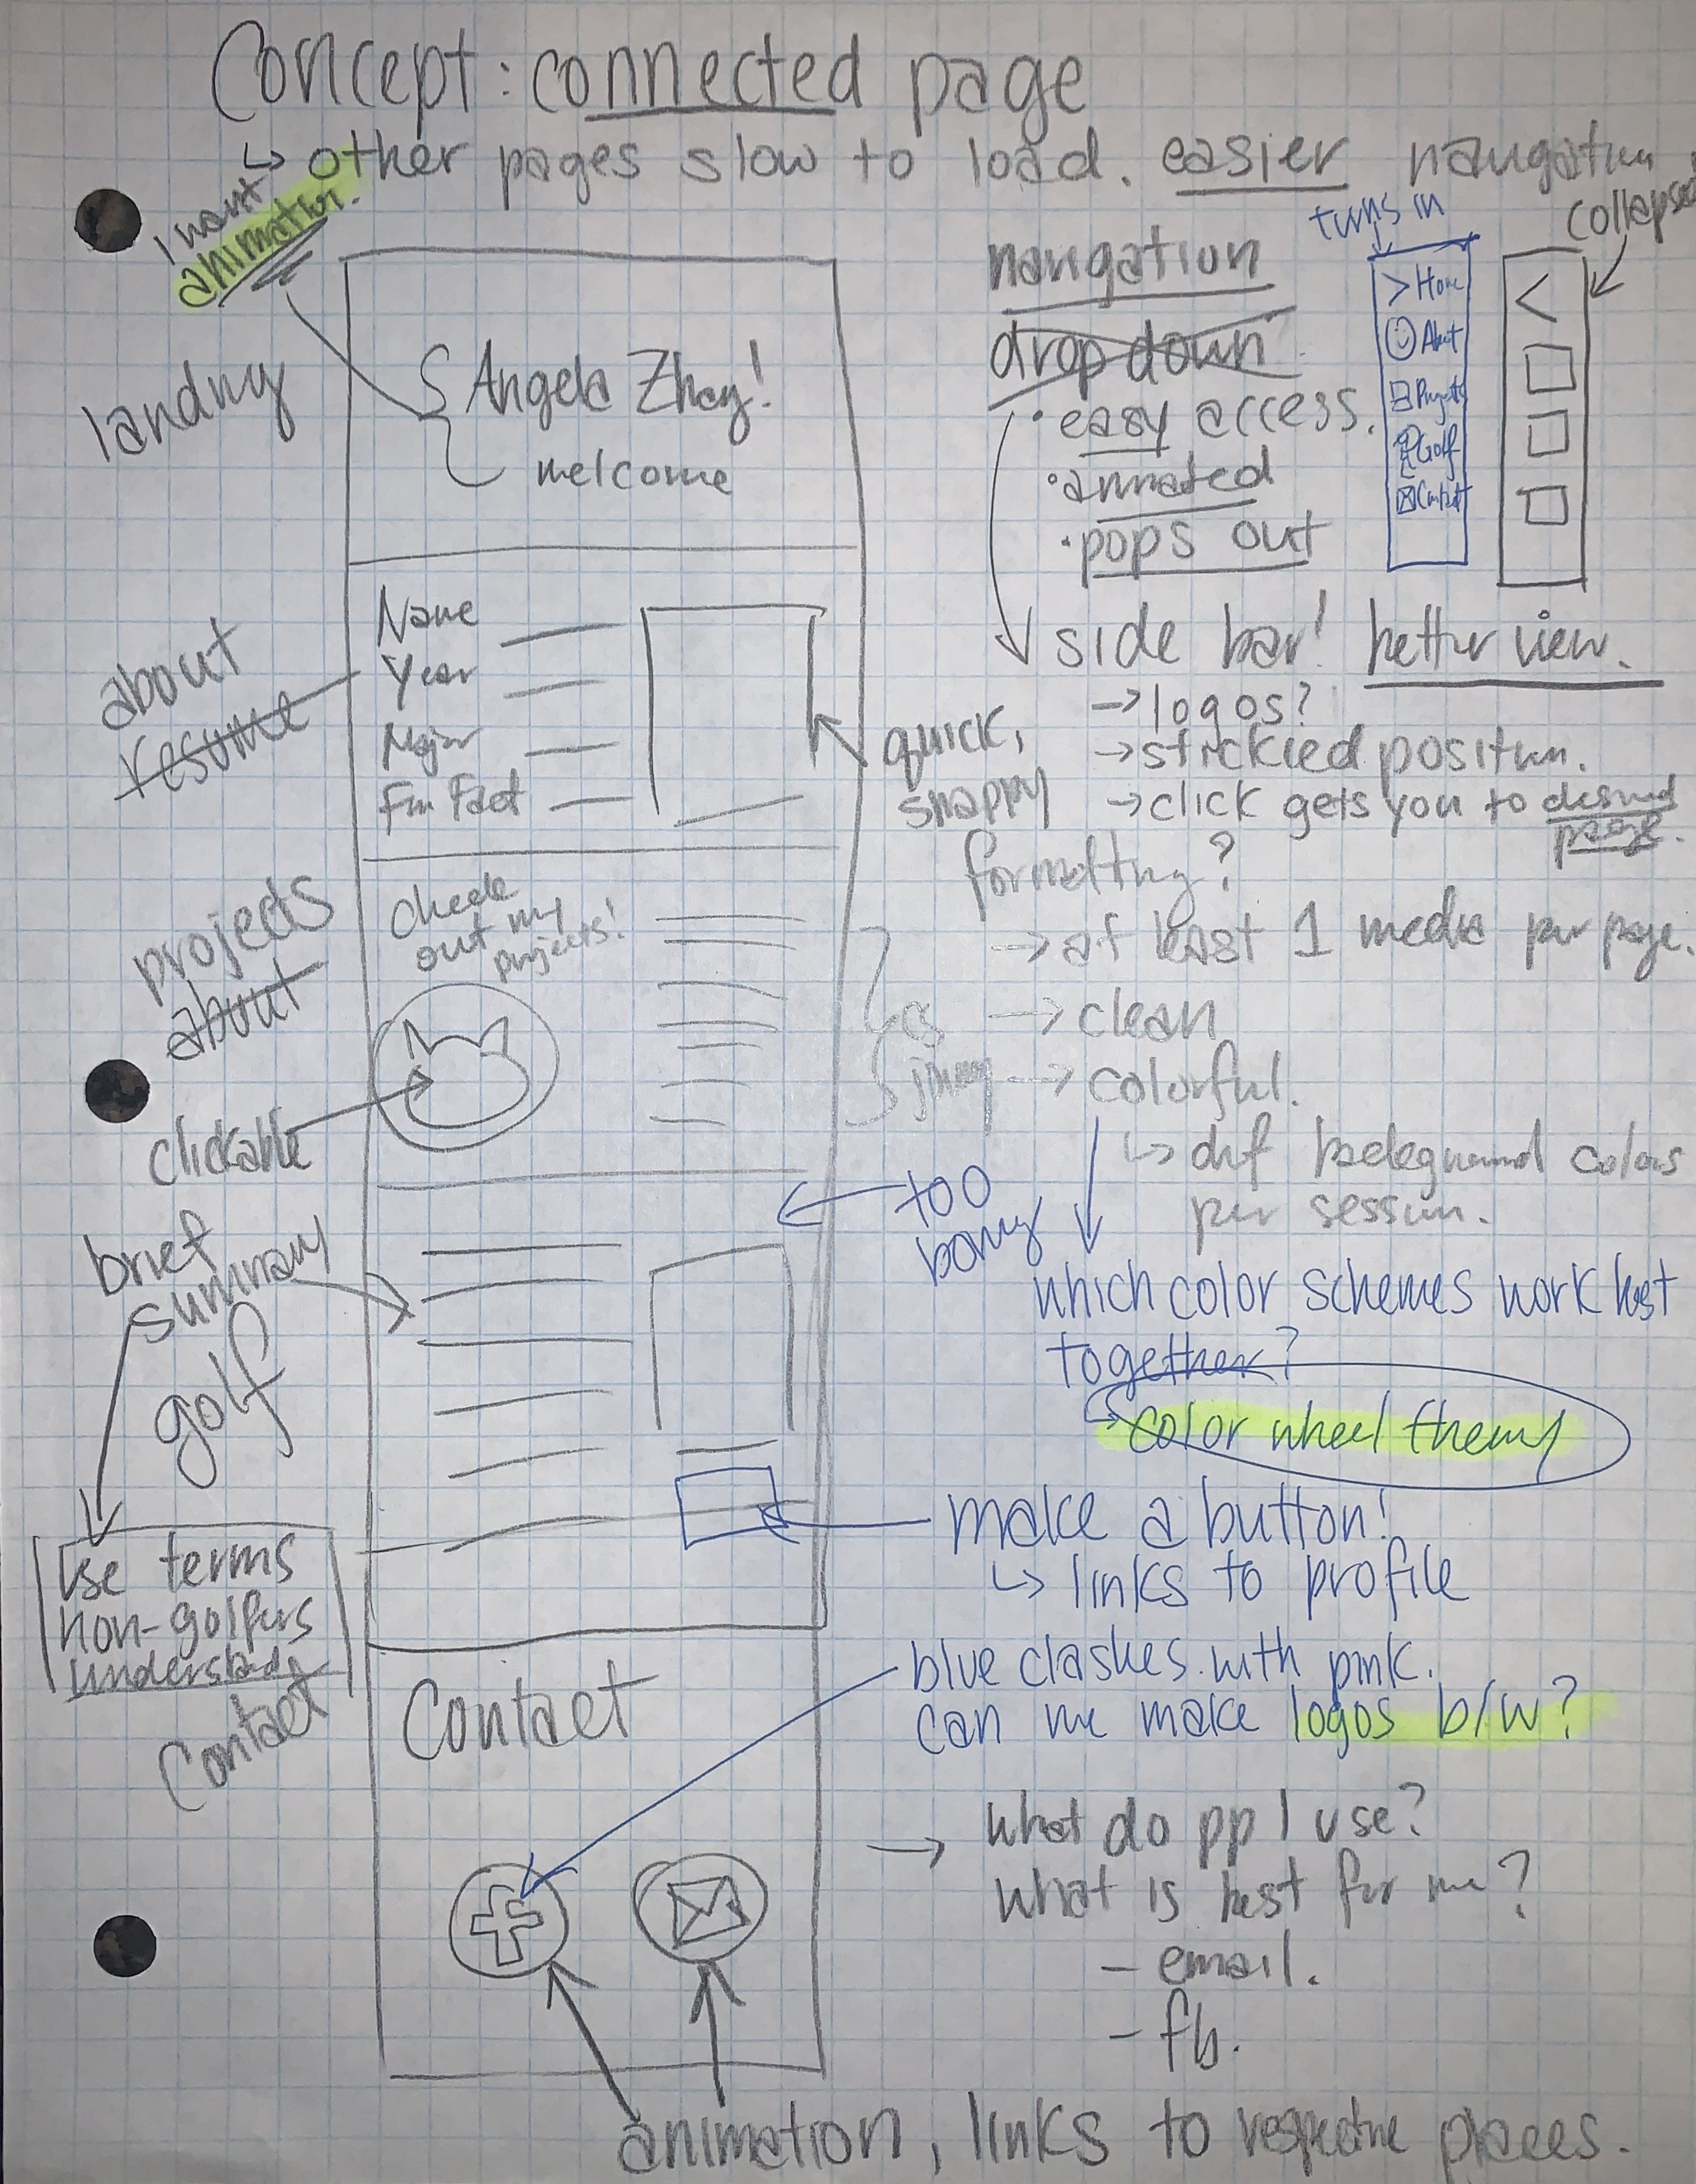 Concept: connected page
↳ other pages slow to load. easier navigation.
I want
animation.
landing
Angela
welcome
navigation
drop down
• easy access.
• animated
• pops out
turns in
> Home
About
Projects
Golf
Contact
collapsed
<
side bar! better view.
→ logos?
→ stickied position.
→ click gets you to desired
page.
about
resume
Name
Year
Major
Fun Fact
quick,
snappy
formatting?
→ at least 1 media per page.
→ clean
→ colorful.
↳ dif background colors
per session.
projects
about
check
out my
projects!
cs
clickable
too
boring
which color schemes work best
together?
color wheel theory
brief
summary
golf
use terms
non-golfers
understand
make a button!
↳ links to profile
Contact
Contact
blue clashes with pink.
can we make logos b/w?
f
→ what do ppl use?
what is best for me?
- email.
- fb.
animation, links to respective places.